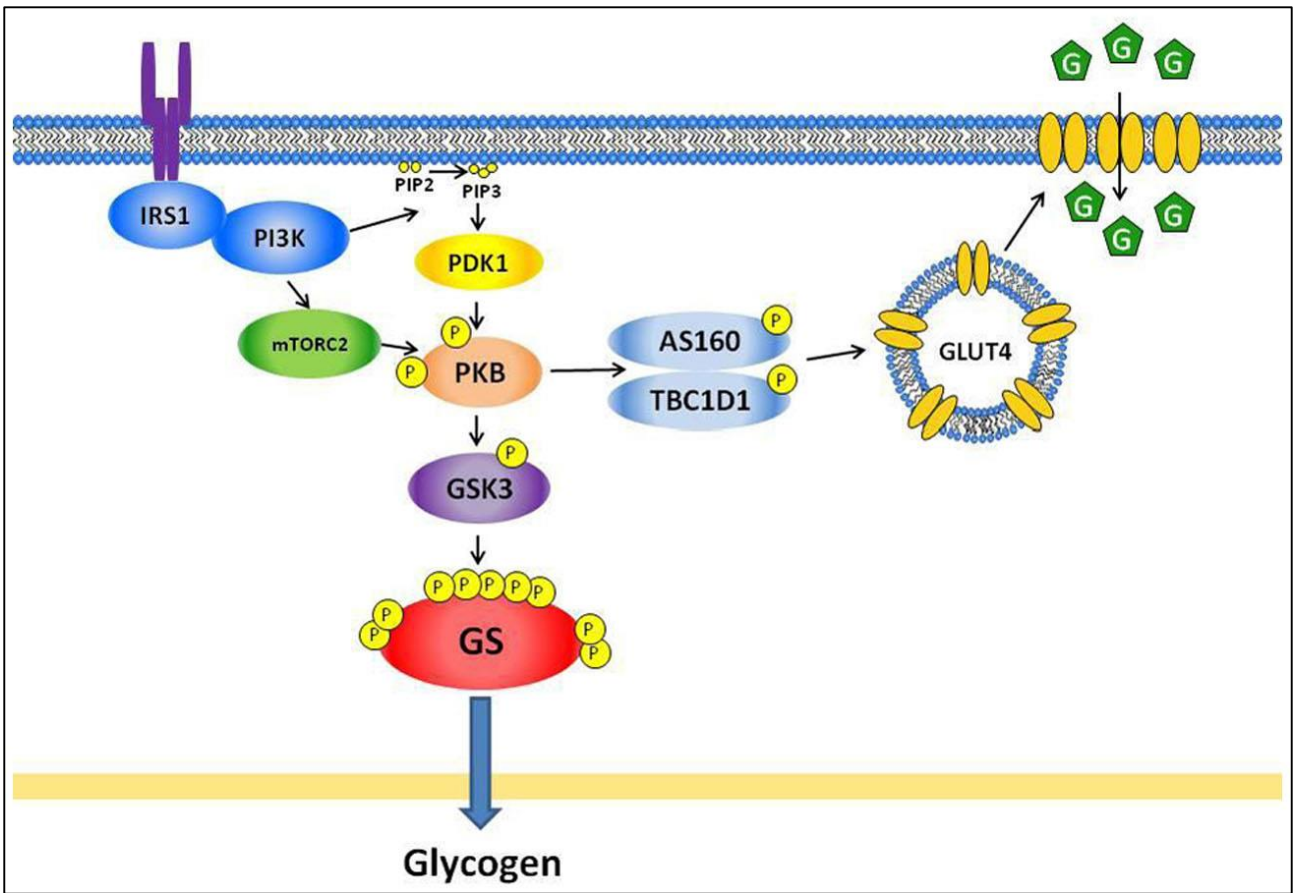 G G G
IRS1
PI3K
PIP2
PIP3
PDK1
mTORC2
P
P
PKB
AS160
P
TBC1D1
P
GLUT4
G G G
GSK3
P
P P P P P
P P
P P
GS
Glycogen